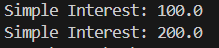 Simple Interest: 100.0
Simple Interest: 200.0